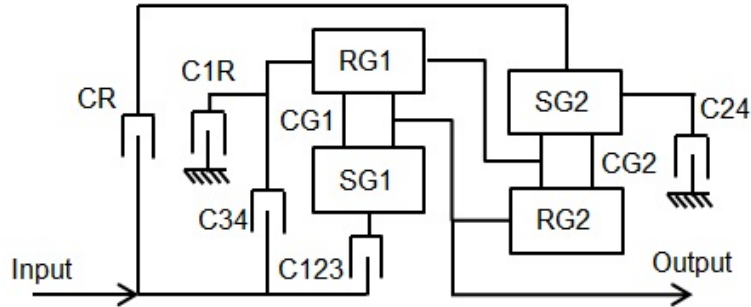 RG1
C1R
CR
SG2
C24
CG1
CG2
SG1
RG2
C34
C123
Input
Output